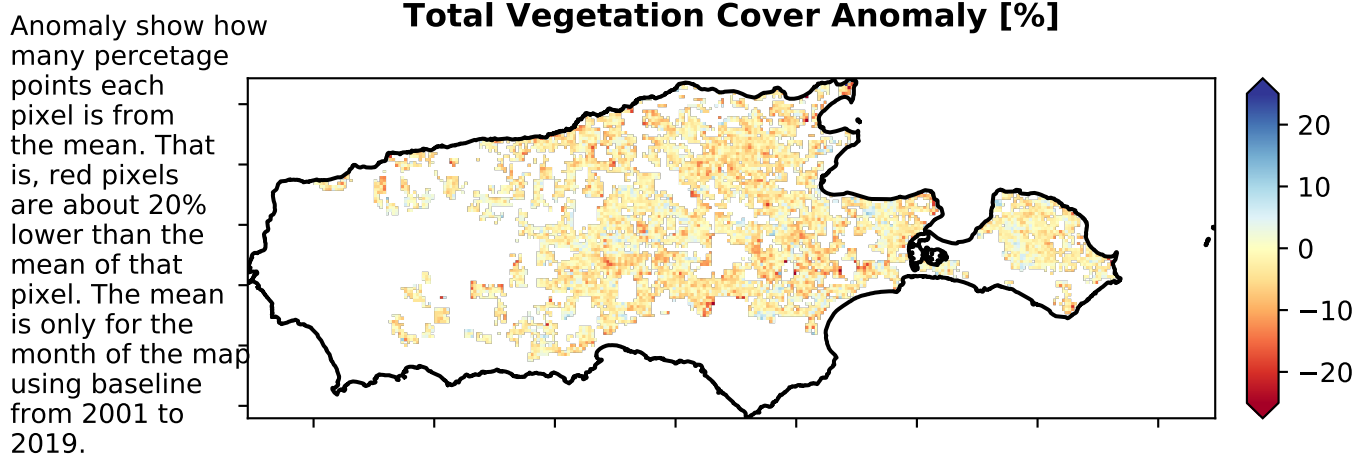 Total Vegetation Cover Anomaly [%]
Anomaly show how
many percetage
points each
pixel is from
the mean. That
is, red pixels
are about 20%
lower than the
mean of that
pixel. The mean
is only for the
month of the map
using baseline
from 2001 to
2019.
20
10
0
−10
−20